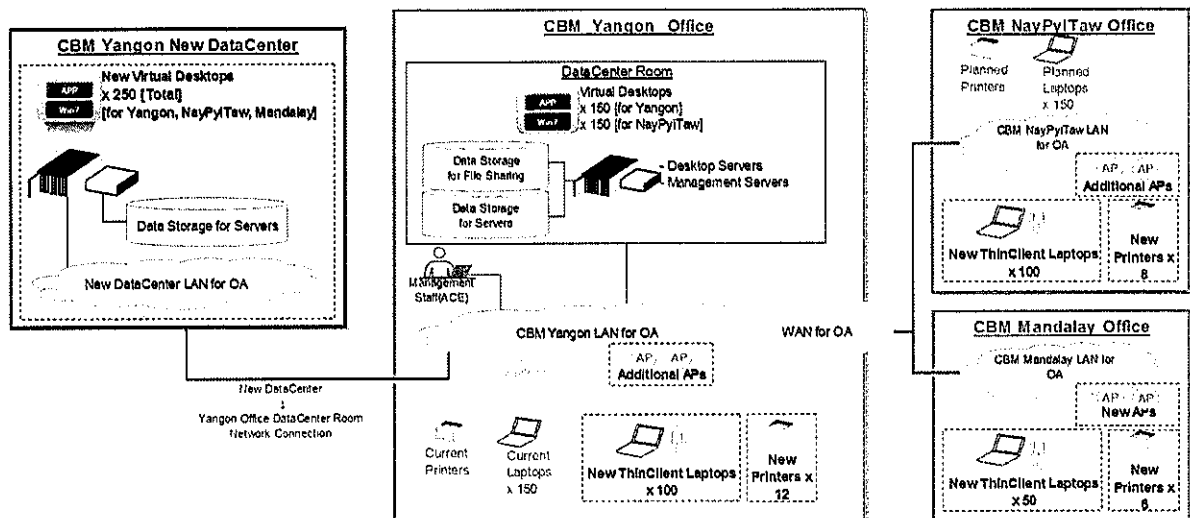 CBM Yangon New DataCenter
New Virtual Desktops
x 250 [Total]
[for Yangon, NayPyiTaw, Mandalay]
APP
Win7
Data Storage for Servers
New DataCenter LAN for OA
New DataCenter
↓
Yangon Office DataCenter Room
Network Connection
CBM Yangon Office
DataCenter Room
Virtual Desktops
x 150 [for Yangon]
x 150 [for NayPyiTaw]
APP
Win7
Data Storage
for File Sharing
Data Storage
for Servers
Desktop Servers
Management Servers
Management
Staff(ACE)
CBM Yangon LAN for OA
WAN for OA
AP AP
Additional APs
Current
Printers
Current
Laptops
x 150
New ThinClient Laptops
x 100
New
Printers x
12
CBM NayPyiTaw Office
Planned
Printers
Planned
Laptops
x 150
CBM NayPyiTaw LAN
for OA
AP AP
Additional APs
New ThinClient Laptops
x 100
New
Printers x
8
CBM Mandalay Office
CBM Mandalay LAN for
OA
AP AP
New APs
New ThinClient Laptops
x 50
New
Printers x